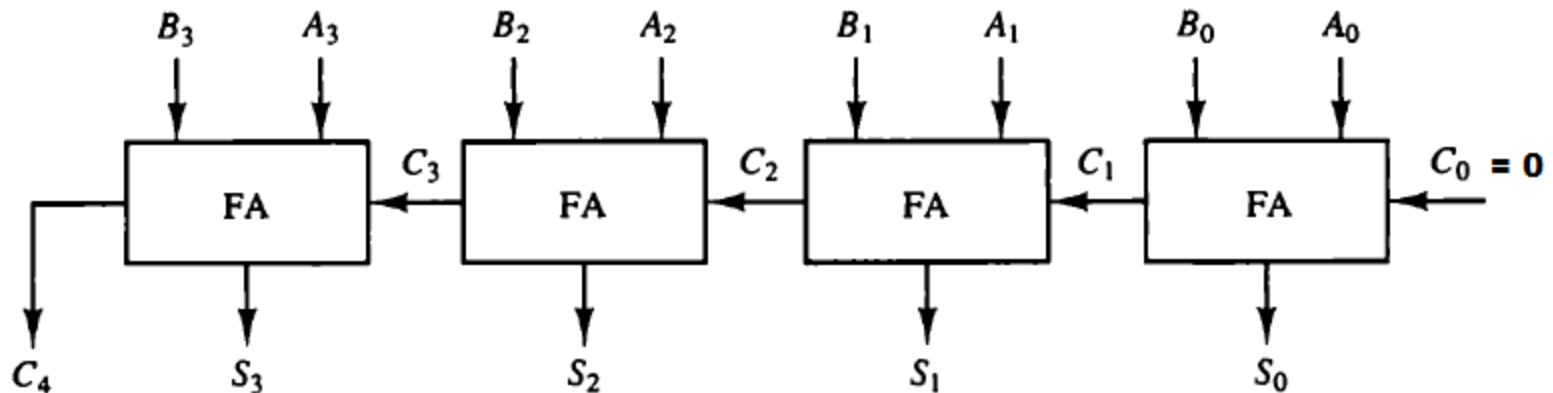 B₃ A₃ B₂ A₂ B₁ A₁ B₀ A₀
FA C₃ FA C₂ FA C₁ FA C₀ = 0
C₄ S₃ S₂ S₁ S₀